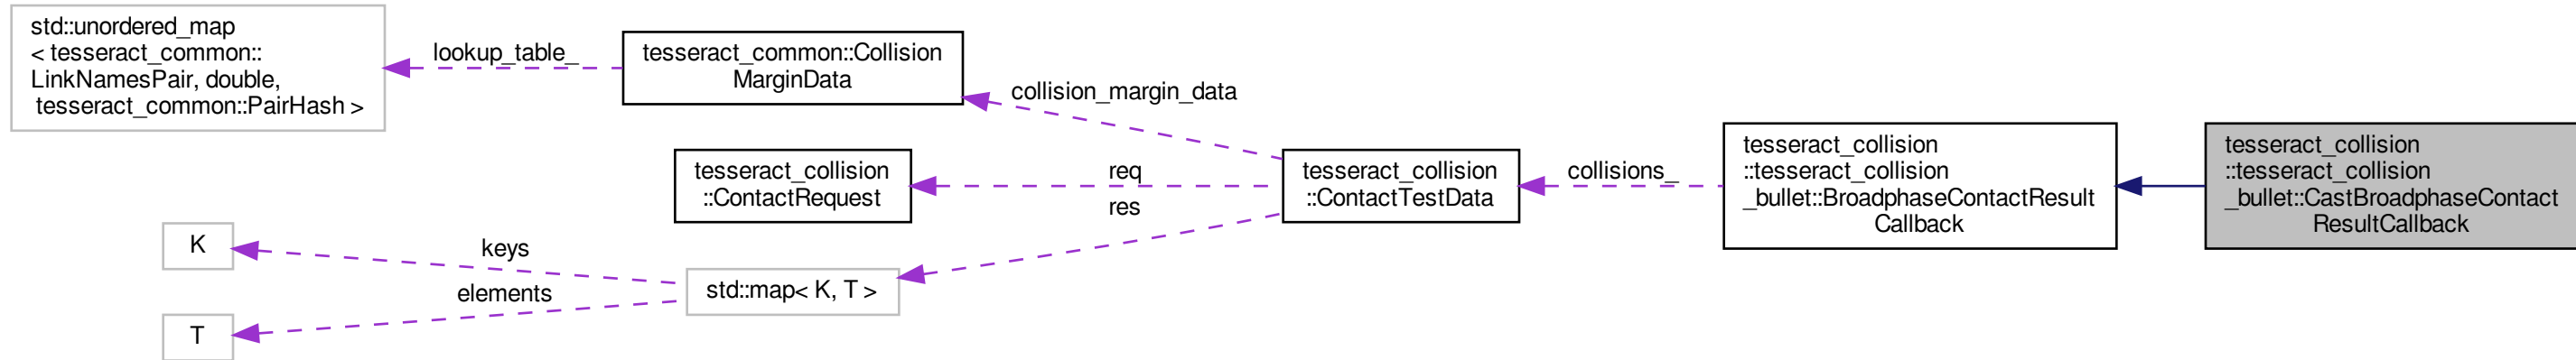 std::unordered_map
< tesseract_common::
LinkNamesPair, double,
tesseract_common::PairHash >
lookup_table_
tesseract_common::Collision
MarginData
collision_margin_data
tesseract_collision
::ContactRequest
req
res
tesseract_collision
::ContactTestData
collisions_
tesseract_collision
::tesseract_collision
_bullet::BroadphaseContactResult
Callback
tesseract_collision
::tesseract_collision
_bullet::CastBroadphaseContact
ResultCallback
K
keys
std::map< K, T >
elements
T